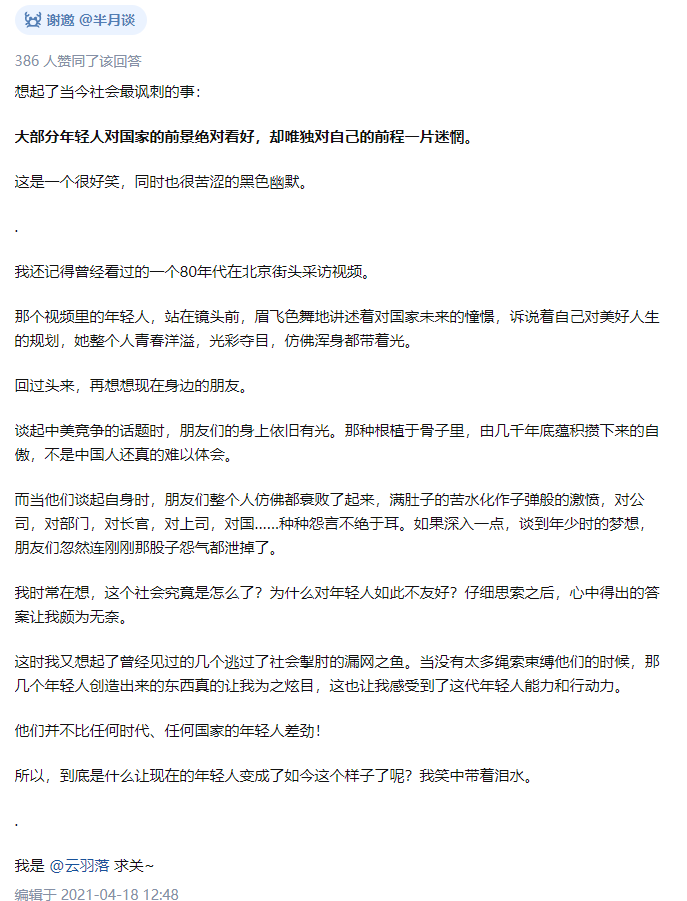 谢邀 @半月谈
386 人赞同了该回答
想起了当今社会最讽刺的事：
大部分年轻人对国家的前景绝对看好，却唯独对自己的前程一片迷惘。
这是一个很好笑，同时也很苦涩的黑色幽默。
.
我还记得曾经看过的一个80年代在北京街头采访视频。
那个视频里的年轻人，站在镜头前，眉飞色舞地讲述着对国家未来的憧憬，诉说着自己对美好人生
的规划，她整个人青春洋溢，光彩夺目，仿佛浑身都带着光。
回过头来，再想想现在身边的朋友。
谈起中美竞争的话题时，朋友们的身上依旧有光。那种根植于骨子里，由几千年底蕴积攒下来的自
傲，不是中国人还真的难以体会。
而当他们谈起自身时，朋友们整个人仿佛都衰败了起来，满肚子的苦水化作子弹般的激愤，对公
司，对部门，对长官，对上司，对国......种种怨言不绝于耳。如果深入一点，谈到年少时的梦想，
朋友们忽然连刚刚那股子怨气都泄掉了。
我时常在想，这个社会究竟是怎么了？为什么对年轻人如此不友好？仔细思索之后，心中得出的答
案让我颇为无奈。
这时我又想起了曾经见过的几个逃过了社会掣肘的漏网之鱼。当没有太多绳索束缚他们的时候，那
几个年轻人创造出来的东西真的让我为之炫目，这也让我感受到了这代年轻人能力和行动力。
他们并不比任何时代、任何国家的年轻人差劲！
所以，到底是什么让现在的年轻人变成了如今这个样子了呢？我笑中带着泪水。
.
我是 @云羽落 求关~
编辑于 2021-04-18 12:48